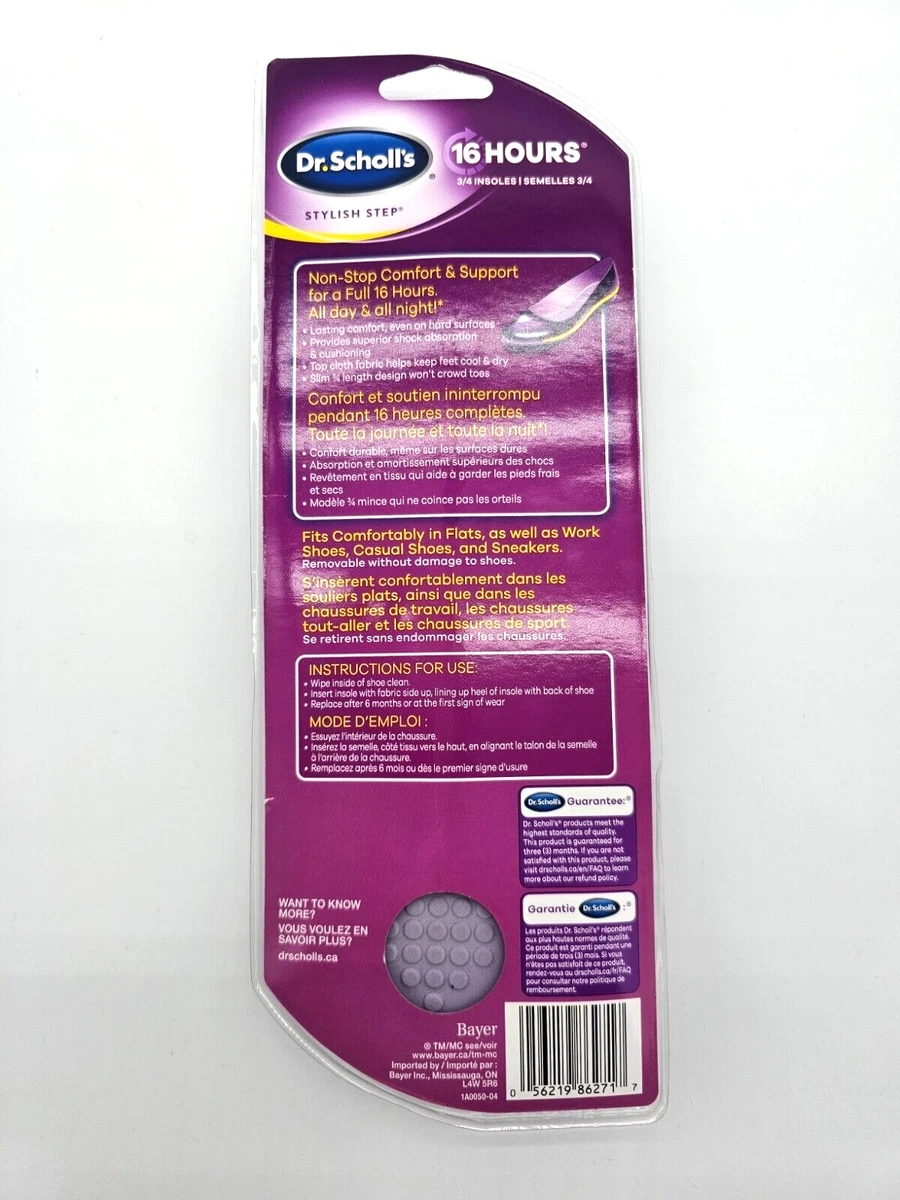 Dr.Scholl's®
STYLISH STEP®
16 HOURS®
3/4 INSOLES | SEMELLES 3/4
Non-Stop Comfort & Support
for a Full 16 Hours.
All day & all night!*
• Lasting comfort, even on hard surfaces
• Provides superior shock absorption
& cushioning
• Top cloth fabric helps keep feet cool & dry
• Slim ¾ length design won't crowd toes
Confort et soutien ininterrompu
pendant 16 heures complètes.
Toute la journée et toute la nuit*!
• Confort durable, même sur les surfaces dures
• Absorption et amortissement supérieurs des chocs
• Revêtement en tissu qui aide à garder les pieds frais
et secs
• Modèle ¾ mince qui ne coince pas les orteils
Fits Comfortably in Flats, as well as Work
Shoes, Casual Shoes, and Sneakers.
Removable without damage to shoes.
S'insèrent confortablement dans les
souliers plats, ainsi que dans les
chaussures de travail, les chaussures
tout-aller et les chaussures de sport.
Se retirent sans endommager les chaussures.
INSTRUCTIONS FOR USE:
• Wipe inside of shoe clean.
• Insert insole with fabric side up, lining up heel of insole with back of shoe
• Replace after 6 months or at the first sign of wear
MODE D'EMPLOI :
• Essuyez l'intérieur de la chaussure.
• Insérez la semelle, côté tissu vers le haut, en alignant le talon de la semelle
à l'arrière de la chaussure.
• Remplacez après 6 mois ou dès le premier signe d'usure
Dr.Scholl's Guarantee:®
Dr. Scholl's® products meet the
highest standards of quality.
This product is guaranteed for
three (3) months. If you are not
satisfied with this product, please
visit drscholls.ca/en/FAQ to learn
more about our refund policy.
Garantie Dr.Scholl's :®
Les produits Dr. Scholl's® répondent
aux plus hautes normes de qualité.
Ce produit est garanti pendant une
période de trois (3) mois. Si vous
n'êtes pas satisfait de ce produit,
rendez-vous au drscholls.ca/fr/FAQ
pour consulter notre politique de
remboursement.
WANT TO KNOW
MORE?
VOUS VOULEZ EN
SAVOIR PLUS?
drscholls.ca
Bayer
® TM/MC see/voir
www.bayer.ca/tm-mc
Imported by / Importé par :
Bayer Inc., Mississauga, ON
L4W 5R6
1A0050-04
0 56219 86271 7